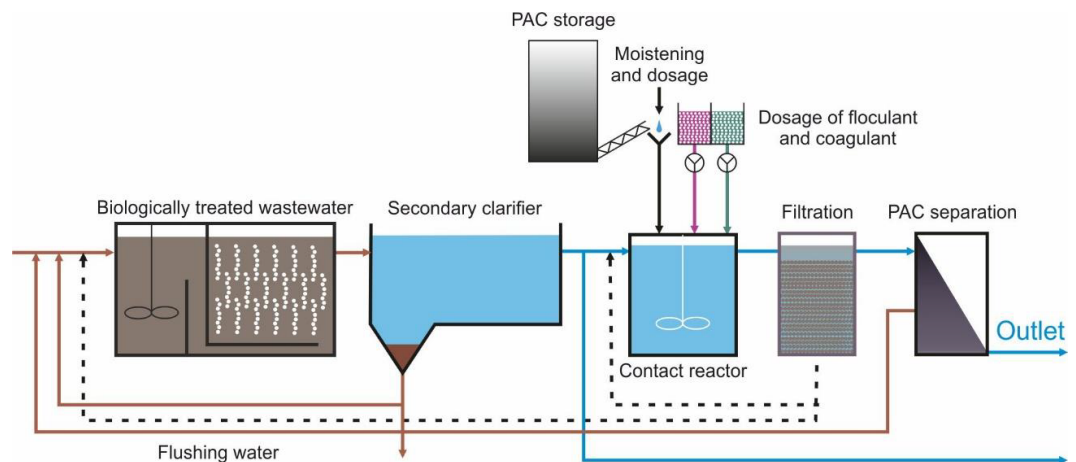 PAC storage
Moistening
and dosage
Dosage of floculant
and coagulant
Biologically treated wastewater
Secondary clarifier
Filtration
PAC separation
Outlet
Contact reactor
Flushing water